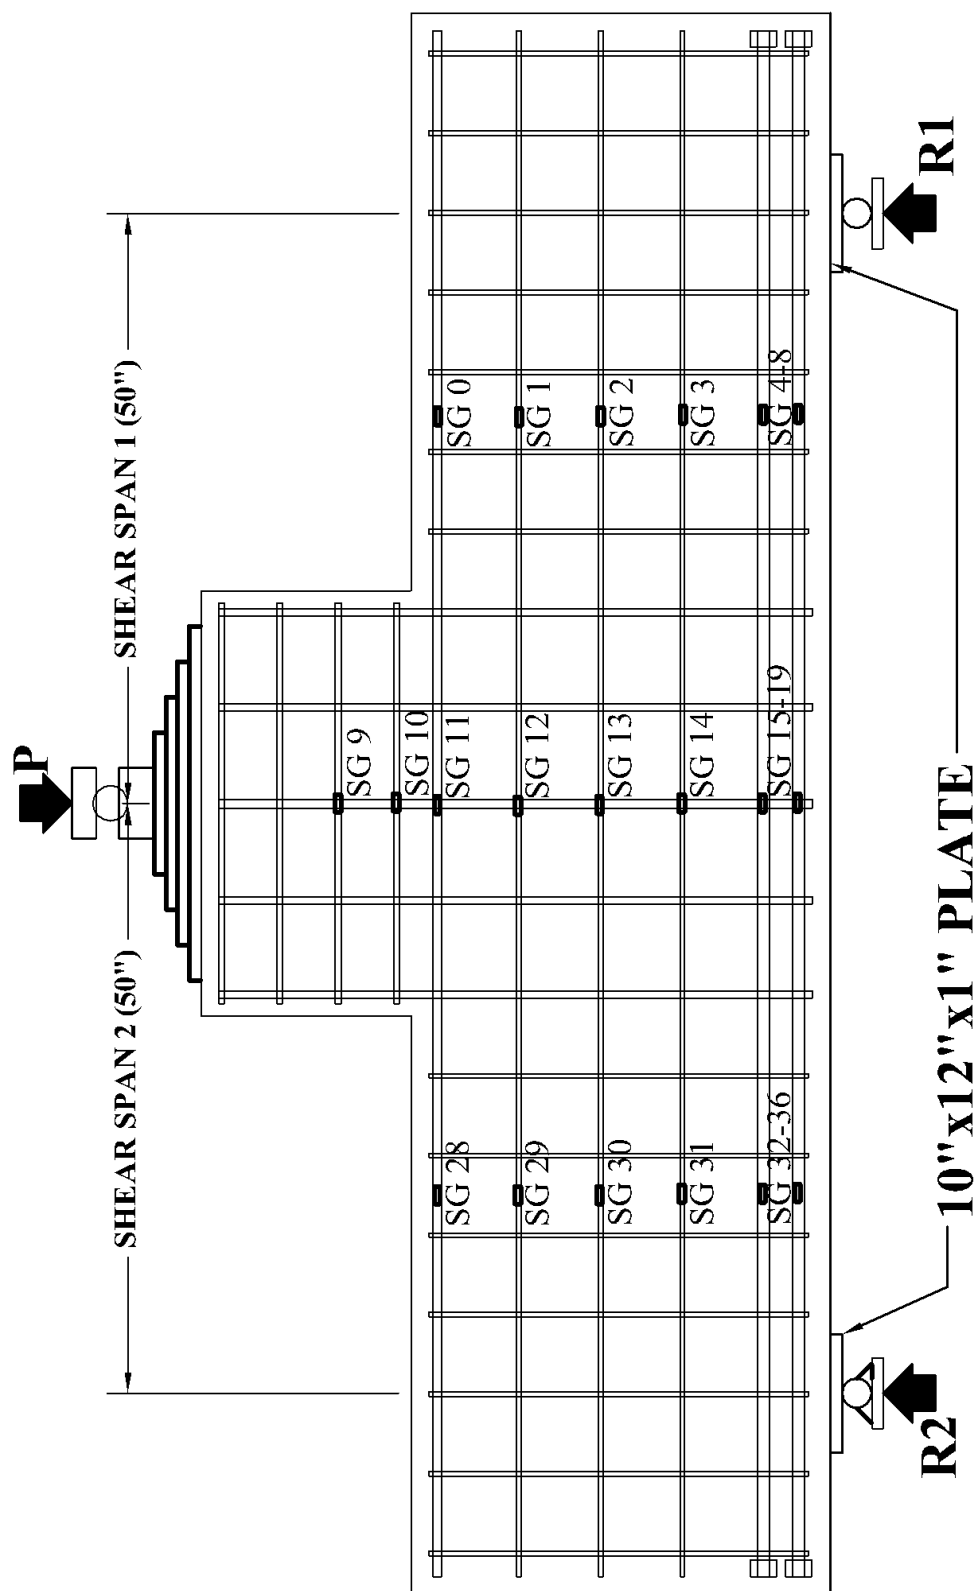 P
SHEAR SPAN 2 (50")
SHEAR SPAN 1 (50")
SG 9
SG 10
SG 28
SG 11
SG 0
SG 29
SG 12
SG 1
SG 30
SG 13
SG 2
SG 31
SG 14
SG 3
SG 32-36
SG 15-19
SG 4-8
R2
R1
10"x12"x1" PLATE